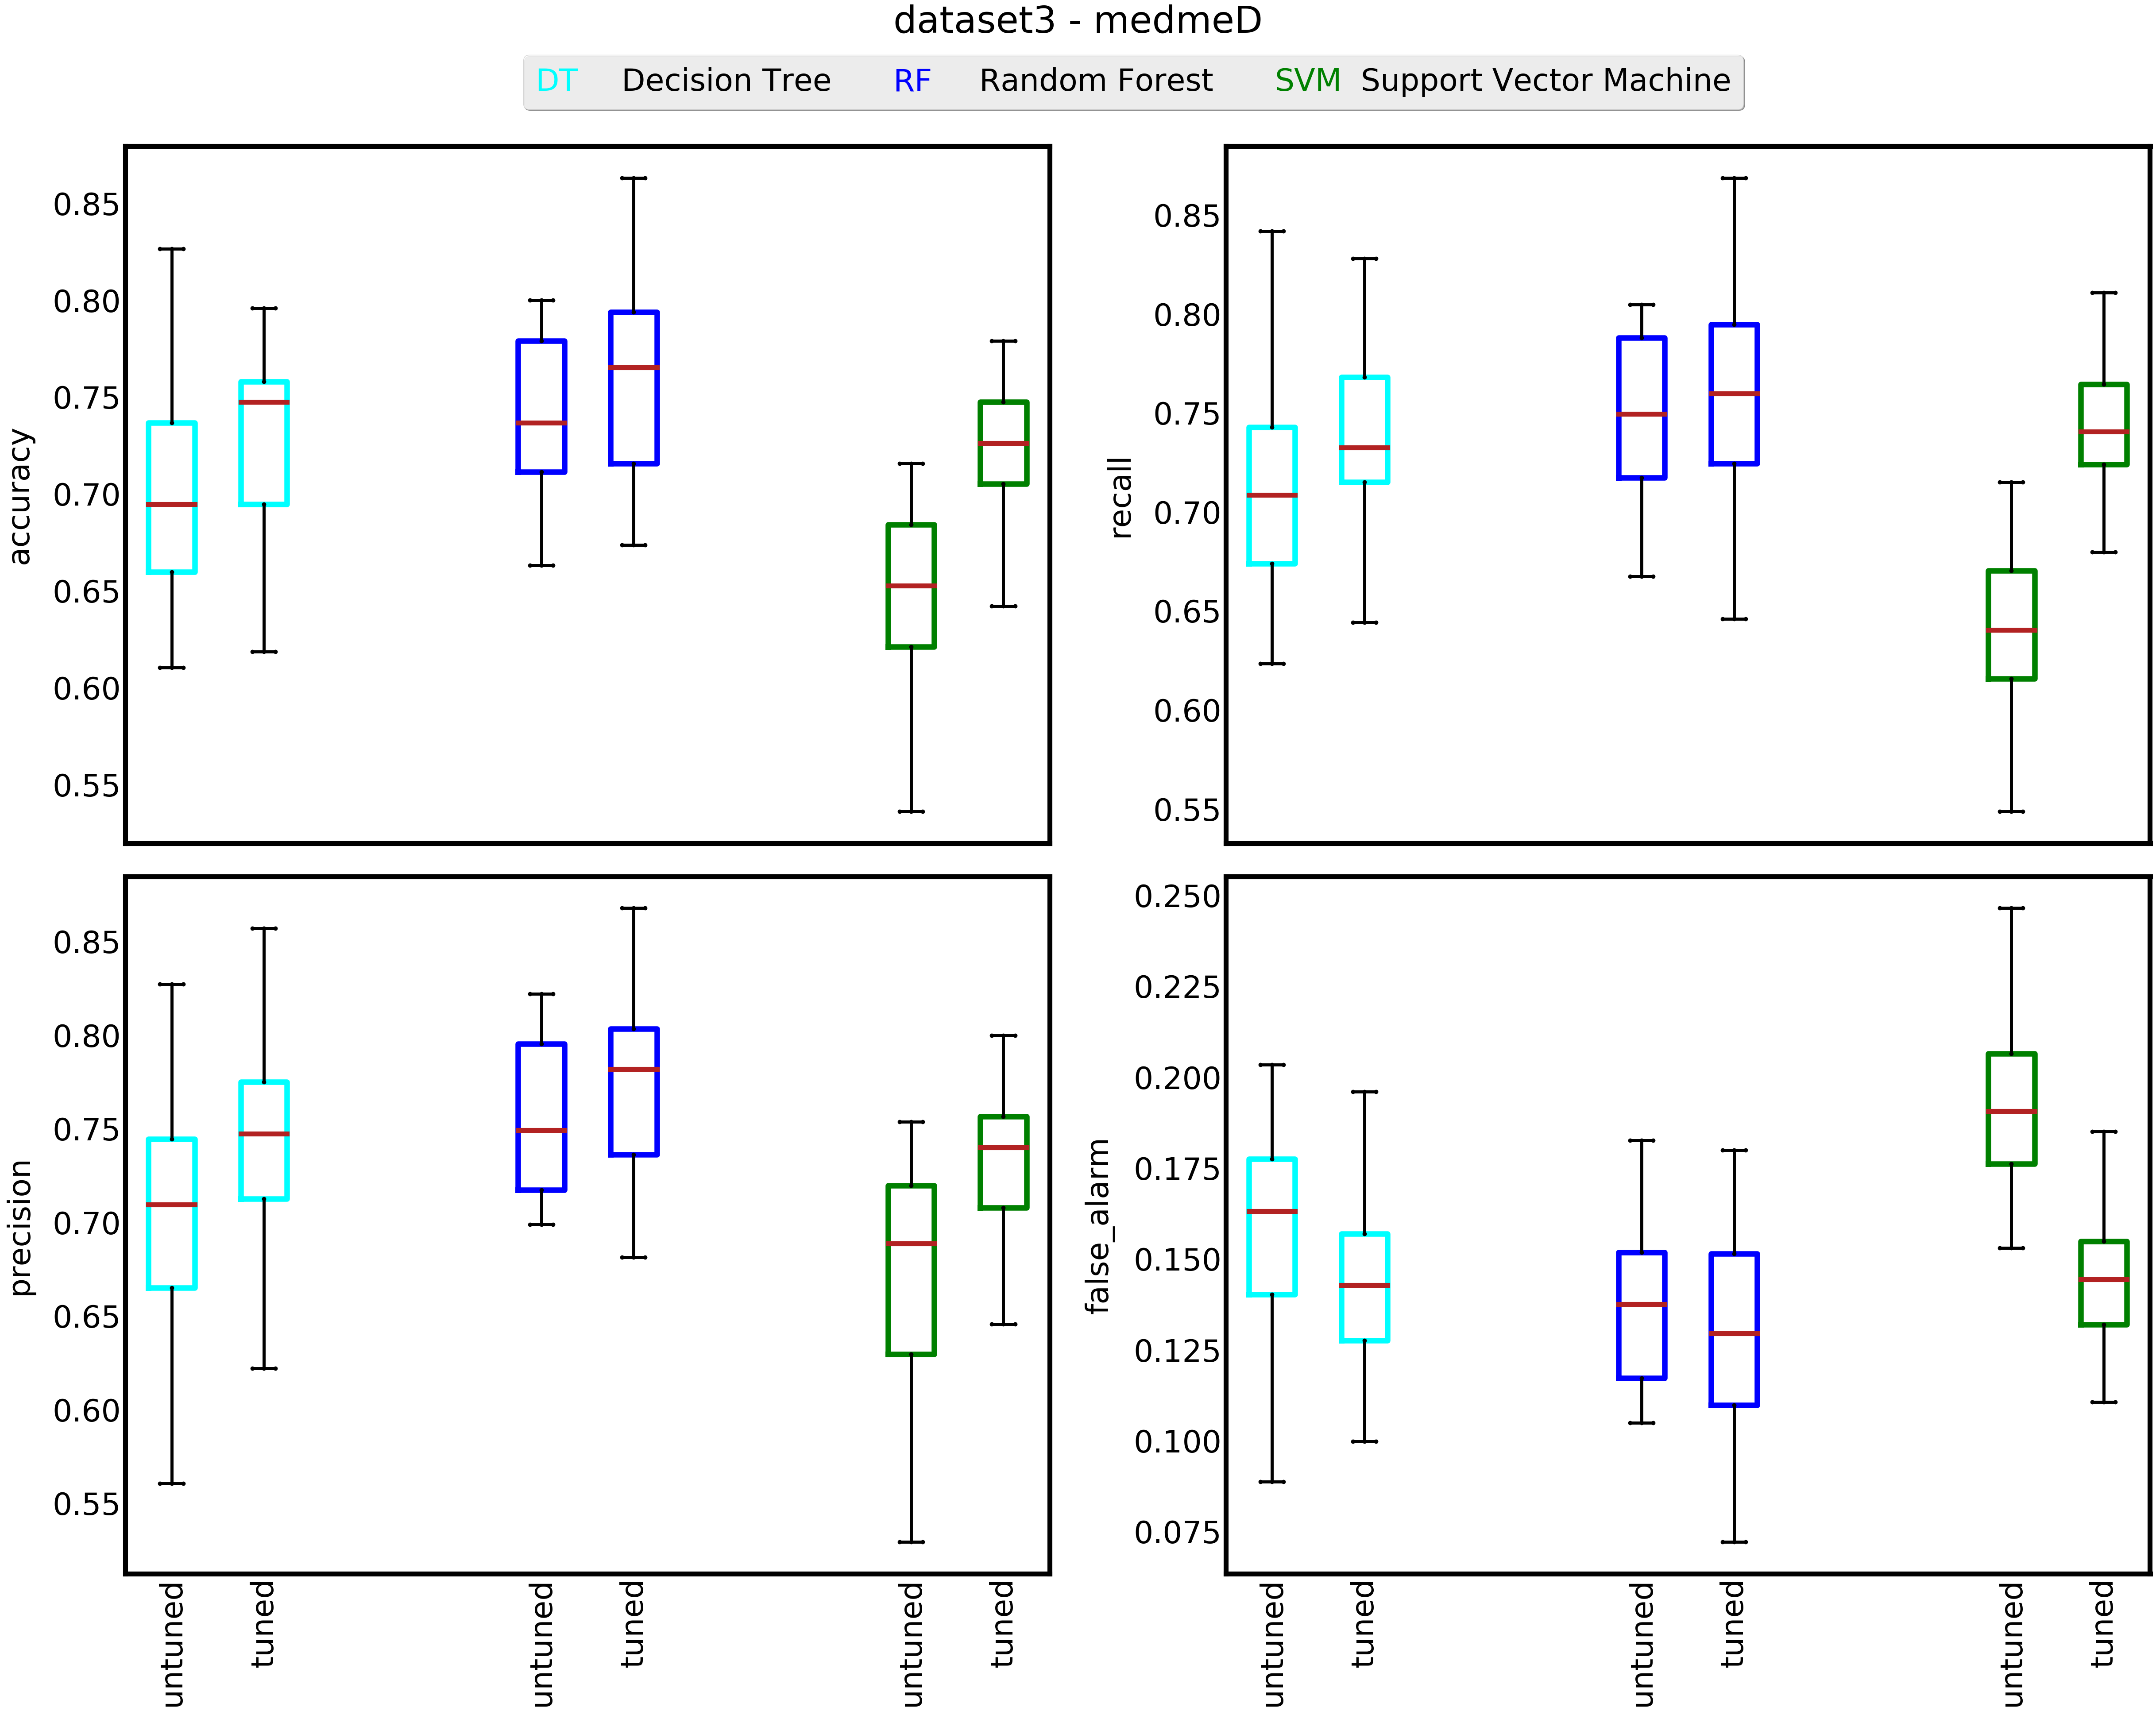 dataset3 - medmeD
DT Decision Tree RF Random Forest SVM Support Vector Machine
accuracy
0.85
0.80
0.75
0.70
0.65
0.60
0.55
recall
0.85
0.80
0.75
0.70
0.65
0.60
0.55
precision
0.85
0.80
0.75
0.70
0.65
0.60
0.55
untuned
tuned
untuned
tuned
untuned
tuned
false_alarm
0.250
0.225
0.200
0.175
0.150
0.125
0.100
0.075
untuned
tuned
untuned
tuned
untuned
tuned